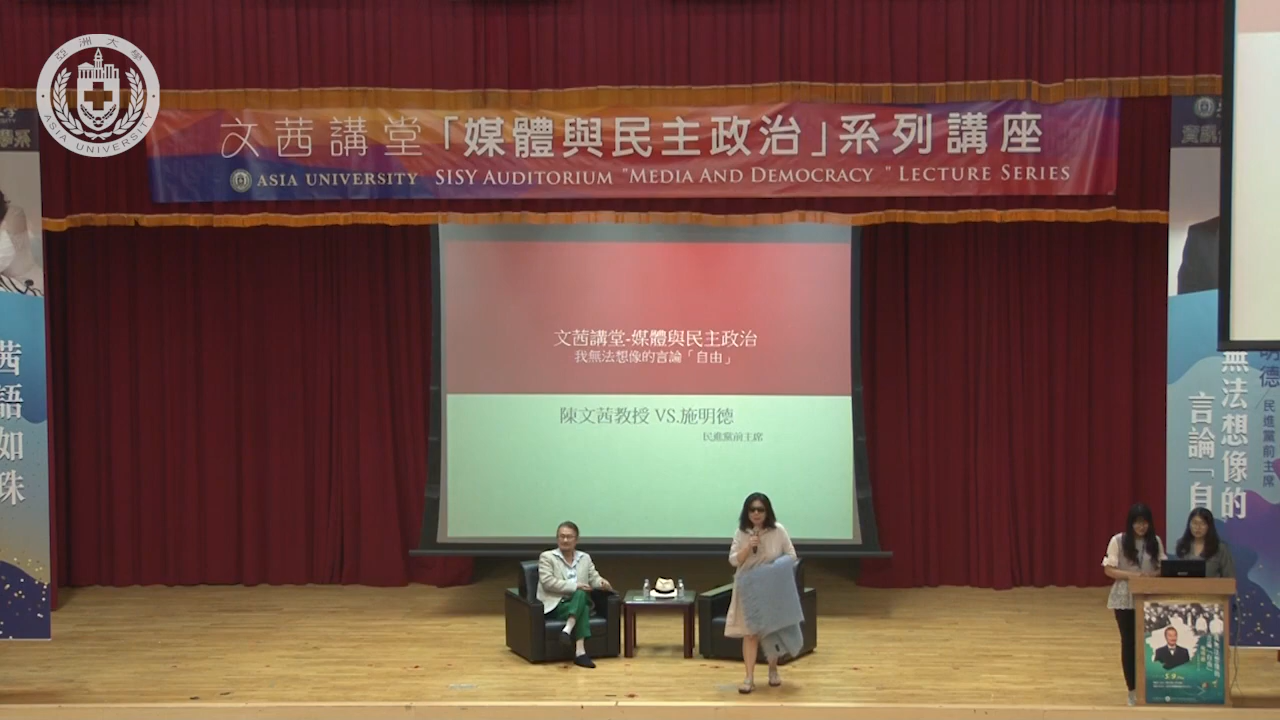 亞洲大學
ASIA UNIVERSITY
文茜講堂「媒體與民主政治」系列講座
ASIA UNIVERSITY SISY AUDITORIUM "MEDIA AND DEMOCRACY " LECTURE SERIES
文茜講堂-媒體與民主政治
我無法想像的言論「自由」
陳文茜教授 VS.施明德
民進黨前主席
茜語如珠
明德
民進黨前主席
無法想像的
言論「自